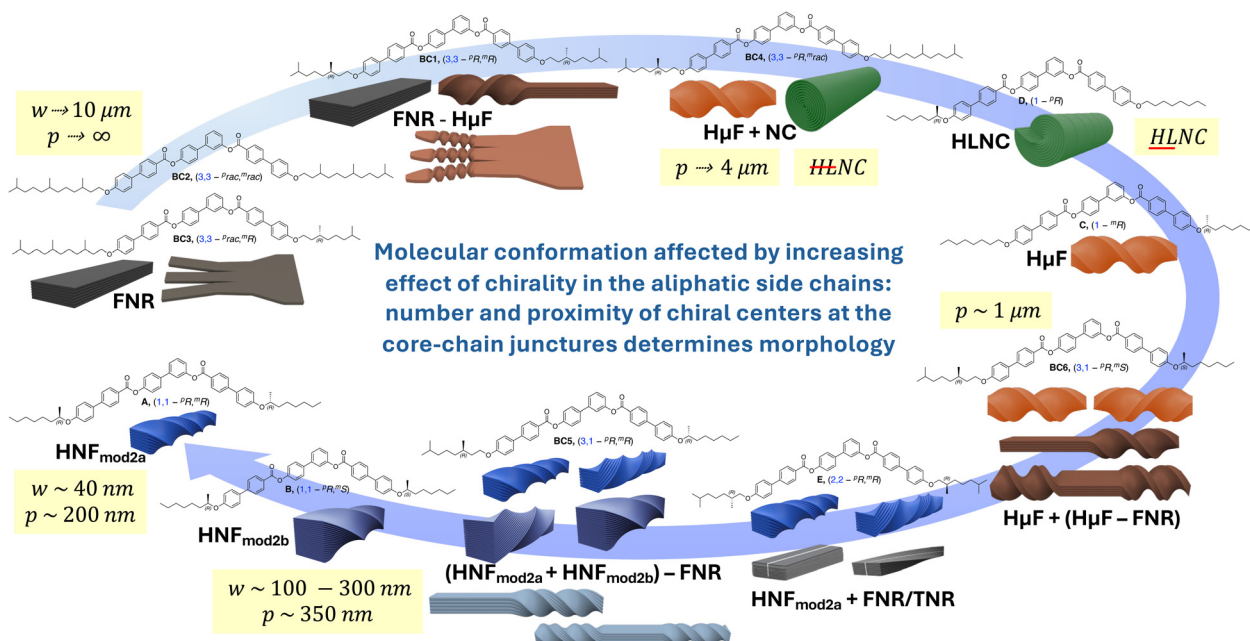 BC1, (3,3 – pR,mR)
FNR - HµF
BC4, (3,3 – pR,mrac)
HµF + NC
p ⤏ 4 µm
HLNC
D, (1 – pR)
HLNC
HLNC
w ⤏ 10 µm
p ⤏ ∞
BC2, (3,3 – prac,mrac)
BC3, (3,3 – prac,mR)
FNR
C, (1 – mR)
HµF
Molecular conformation affected by increasing
effect of chirality in the aliphatic side chains:
number and proximity of chiral centers at the
core-chain junctures determines morphology
p ~ 1 µm
BC6, (3,1 – pR,mS)
HµF + (HµF – FNR)
E, (2,2 – pR,mR)
HNFmod2a + FNR/TNR
BC5, (3,1 – pR,mR)
(HNFmod2a + HNFmod2b) – FNR
B, (1,1 – pR,mS)
HNFmod2b
w ~ 100 – 300 nm
p ~ 350 nm
A, (1,1 – pR,mR)
HNFmod2a
w ~ 40 nm
p ~ 200 nm